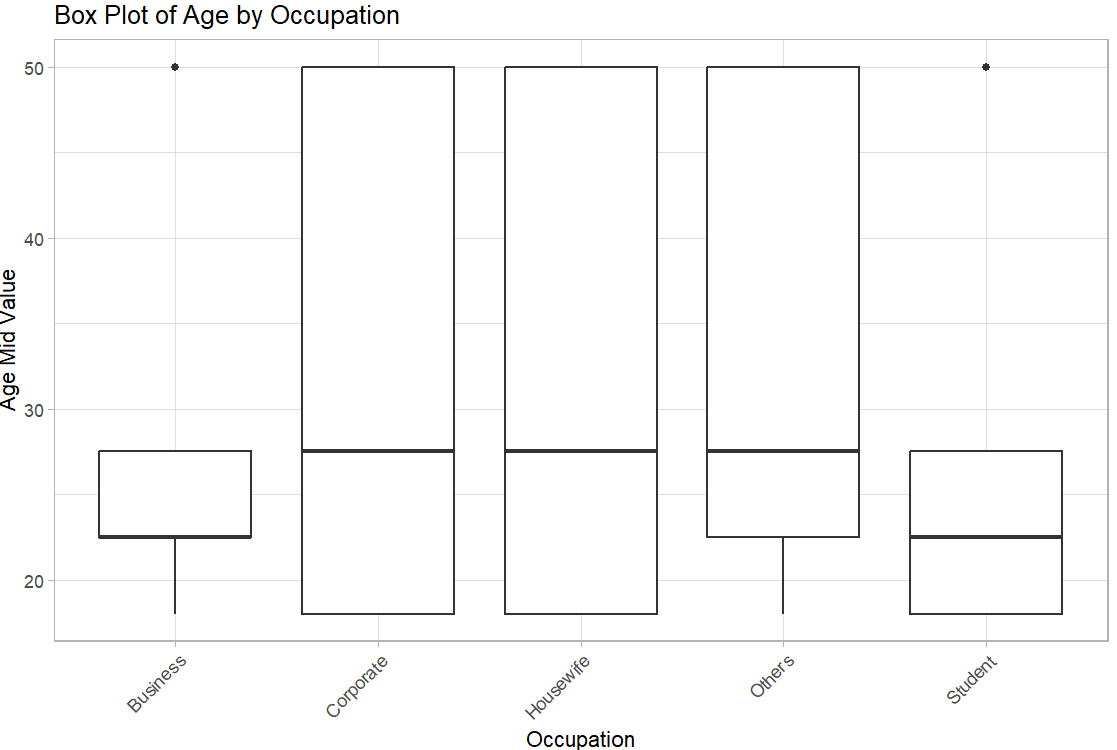 Box Plot of Age by Occupation
50
40
30
20
Age Mid Value
Business
Corporate
Housewife
Others
Student
Occupation